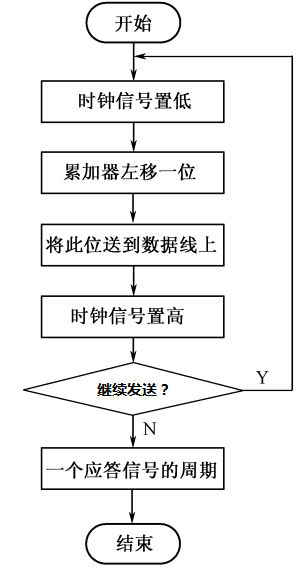 开始
时钟信号置低
累加器左移一位
将此位送到数据线上
时钟信号置高
继续发送？
Y
N
一个应答信号的周期
结束